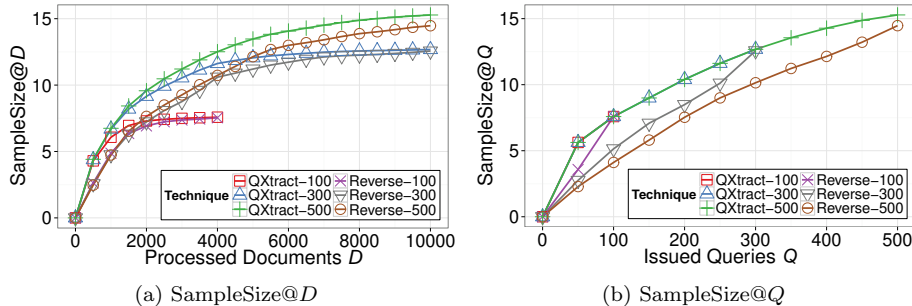 15
10
5
0
SampleSize@D
0 2000 4000 6000 8000 10000
Processed Documents D
Technique
QXtract−100 Reverse−100
QXtract−300 Reverse−300
QXtract−500 Reverse−500
(a) SampleSize@D
15
10
5
0
SampleSize@Q
0 100 200 300 400 500
Issued Queries Q
Technique
QXtract−100 Reverse−100
QXtract−300 Reverse−300
QXtract−500 Reverse−500
(b) SampleSize@Q